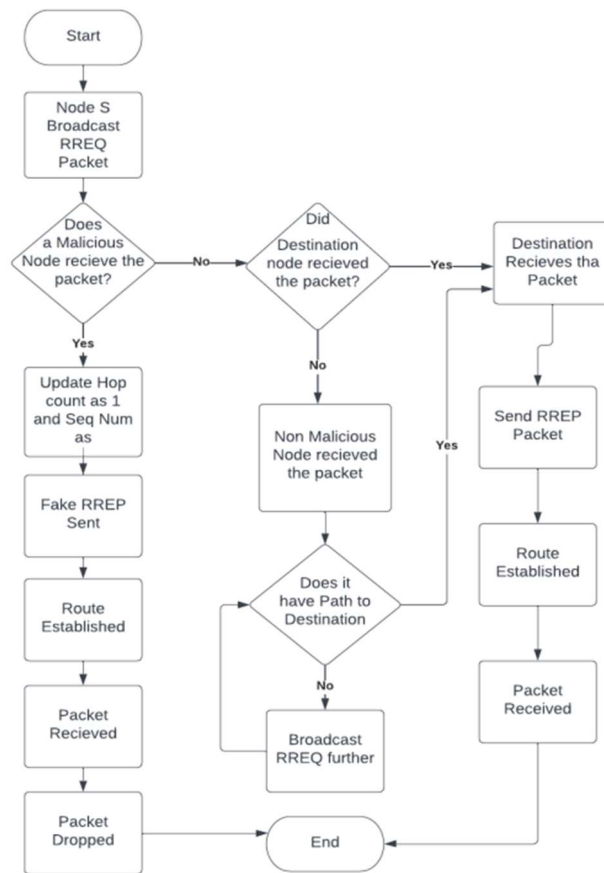 Start
Node S
Broadcast
RREQ
Packet
Does
a Malicious
Node recieve the
packet?
No
Did
Destination
node recieved
the packet?
Yes
Destination
Recieves tha
Packet
Yes
Update Hop
count as 1
and Seq Num
as
No
Non Malicious
Node recieved
the packet
Yes
Send RREP
Packet
Fake RREP
Sent
Route
Established
Does it
have Path to
Destination
Route
Established
No
Packet
Recieved
Broadcast
RREQ further
Packet
Received
Packet
Dropped
End